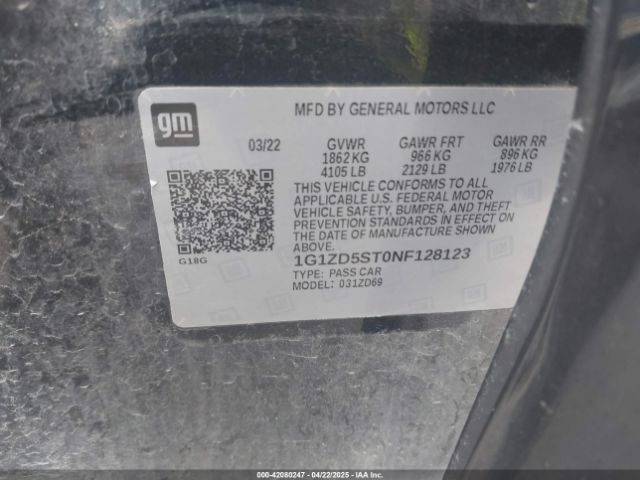 gm
MFD BY GENERAL MOTORS LLC
03/22 GVWR GAWR FRT GAWR RR
1862 KG 966 KG 896 KG
4105 LB 2129 LB 1976 LB
THIS VEHICLE CONFORMS TO ALL
APPLICABLE U.S. FEDERAL MOTOR
VEHICLE SAFETY, BUMPER, AND THEFT
PREVENTION STANDARDS IN EFFECT ON
THE DATE OF MANUFACTURE SHOWN
ABOVE.
G18G
1G1ZD5ST0NF128123
TYPE: PASS CAR
MODEL: 031ZD69
000-42080247 - 04/22/2025 - IAA Inc.